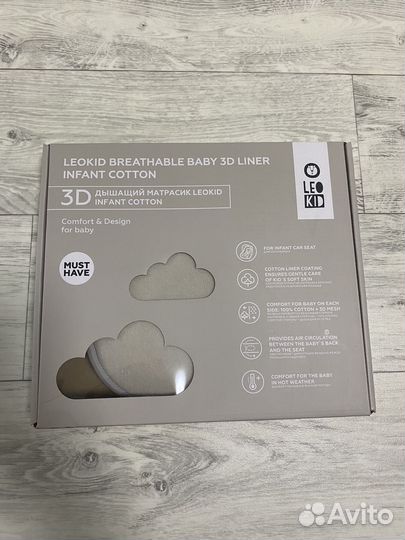 LEOKID BREATHABLE BABY 3D LINER
INFANT COTTON
3D ДЫШАЩИЙ МАТРАСИК LEOKID
INFANT COTTON
Comfort & Design
for baby
MUST
HAVE
LEO
KID
FOR INFANT CAR SEAT
COTTON LINER COATING
ENSURES GENTLE CARE
OF KID'S SOFT SKIN
COMFORT FOR BABY ON EACH
SIDE: 100% COTTON + 3D MESH
PROVIDES AIR CIRCULATION
BETWEEN THE BABY'S BACK
AND THE SEAT
COMFORT FOR THE BABY
IN HOT WEATHER
Avito